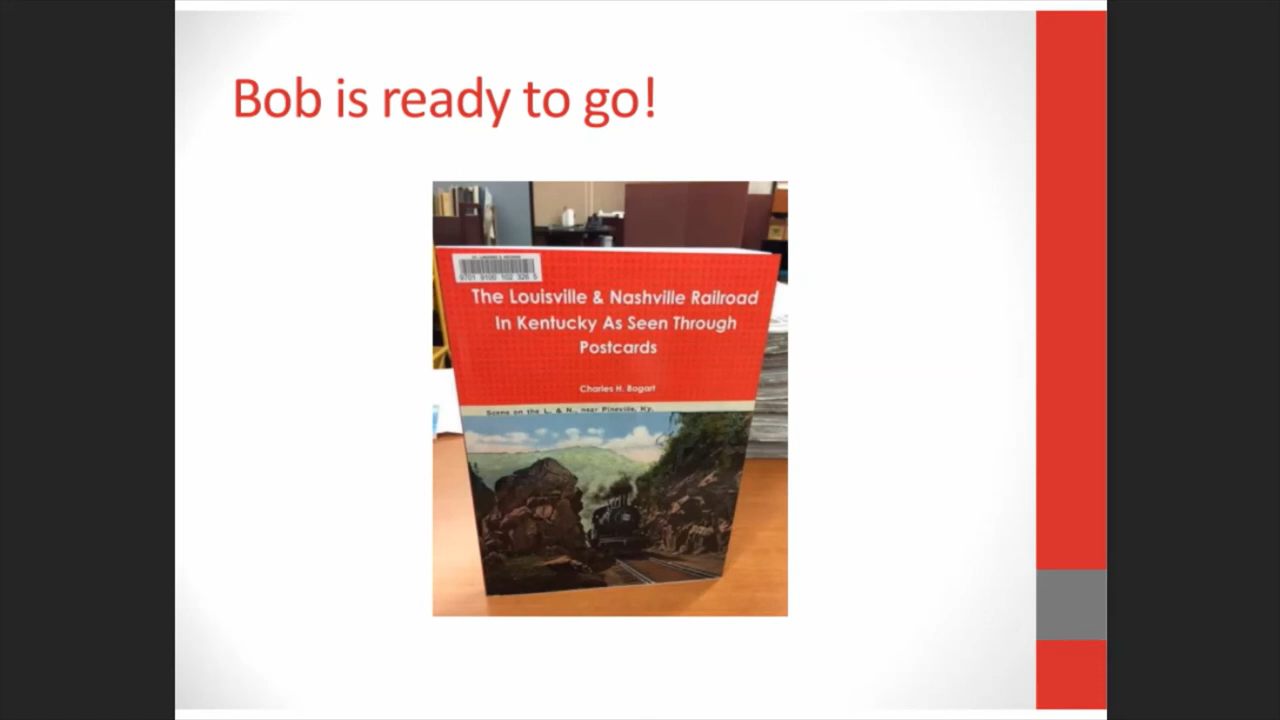 Bob is ready to go!
The Louisville & Nashville Railroad
In Kentucky As Seen Through
Postcards
Charles H. Bogart
Scene on the L. & N., near Pineville, Ky.